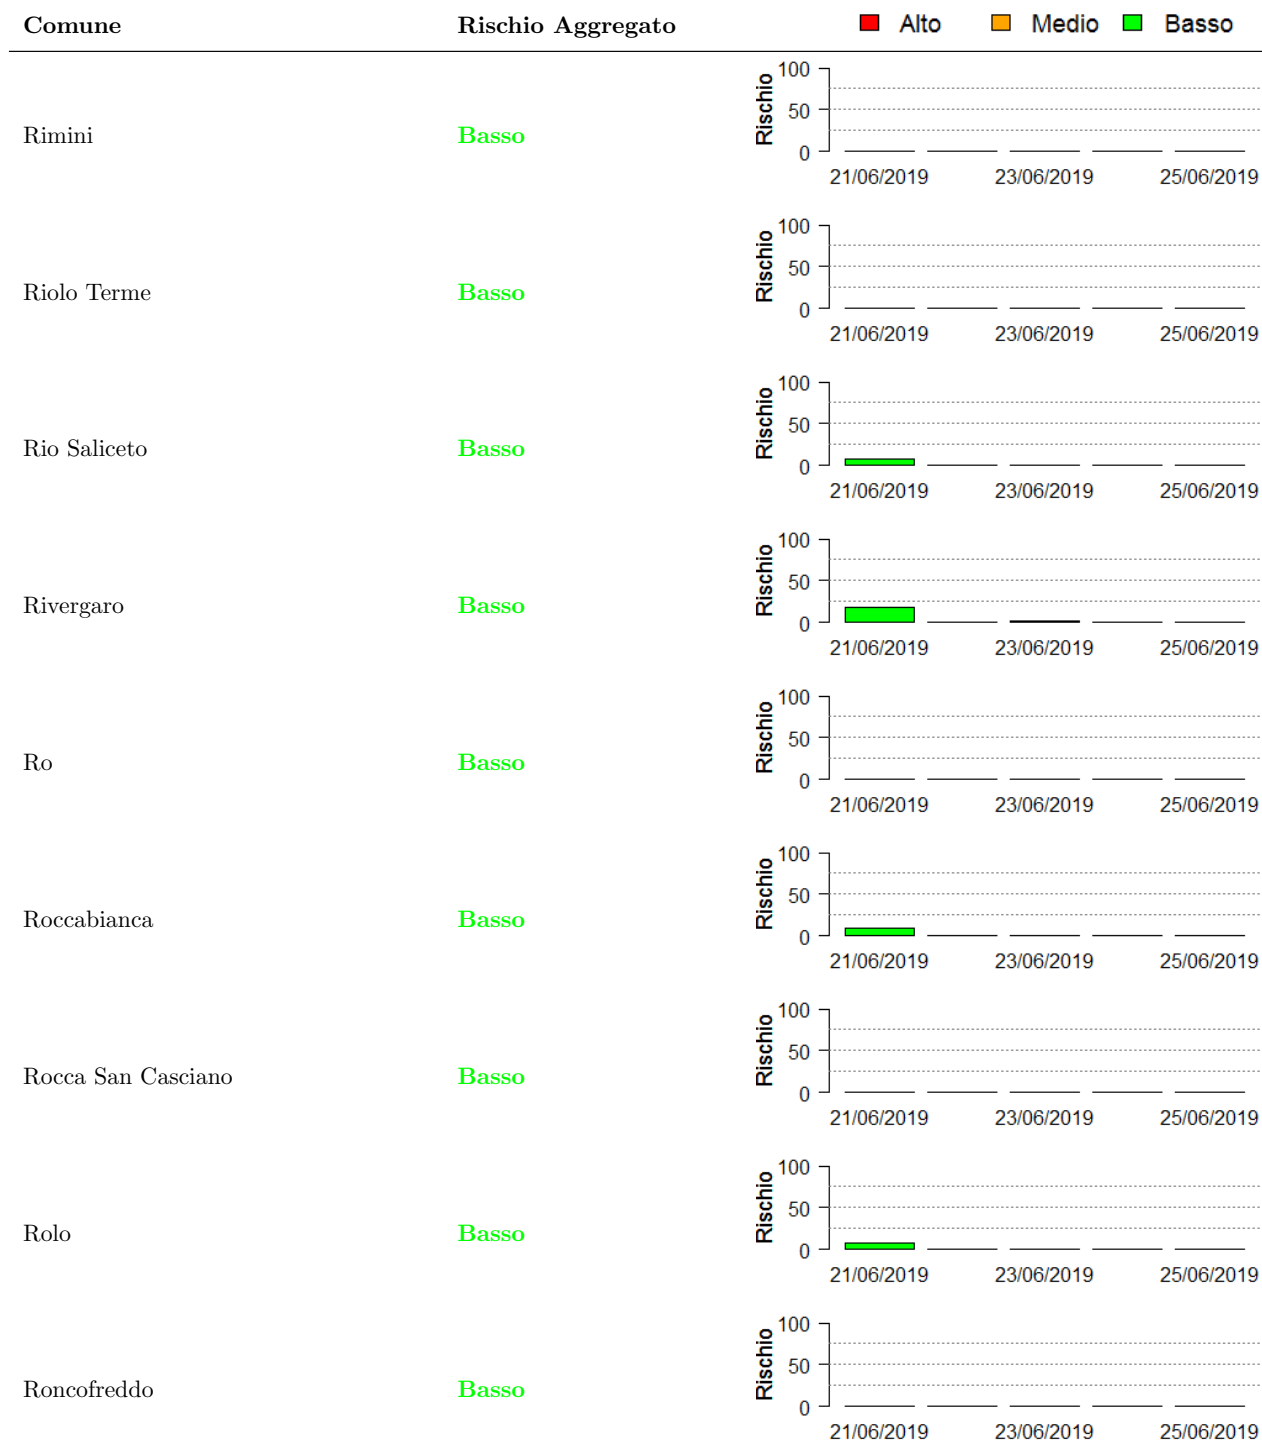 Comune Rischio Aggregato Alto Medio Basso
Rimini Basso Rischio 100 50 0
21/06/2019 23/06/2019 25/06/2019
Riolo Terme Basso Rischio 100 50 0
21/06/2019 23/06/2019 25/06/2019
Rio Saliceto Basso Rischio 100 50 0
21/06/2019 23/06/2019 25/06/2019
Rivergaro Basso Rischio 100 50 0
21/06/2019 23/06/2019 25/06/2019
Ro Basso Rischio 100 50 0
21/06/2019 23/06/2019 25/06/2019
Roccabianca Basso Rischio 100 50 0
21/06/2019 23/06/2019 25/06/2019
Rocca San Casciano Basso Rischio 100 50 0
21/06/2019 23/06/2019 25/06/2019
Rolo Basso Rischio 100 50 0
21/06/2019 23/06/2019 25/06/2019
Roncofreddo Basso Rischio 100 50 0
21/06/2019 23/06/2019 25/06/2019